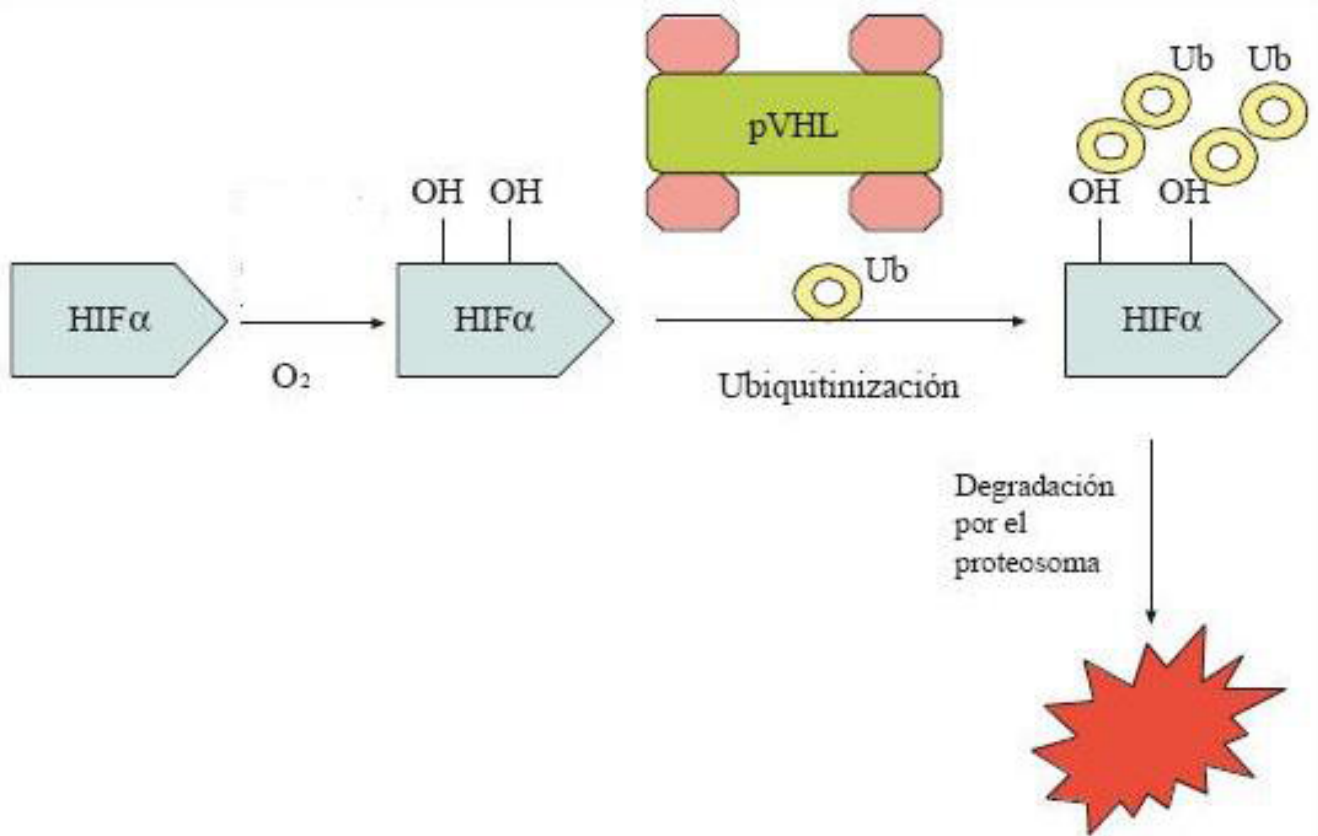 pVHL
Ub Ub
OH OH
OH OH
Ub
HIFα
HIFα
HIFα
O₂
Ubiquitinización
Degradación
por el
proteosoma